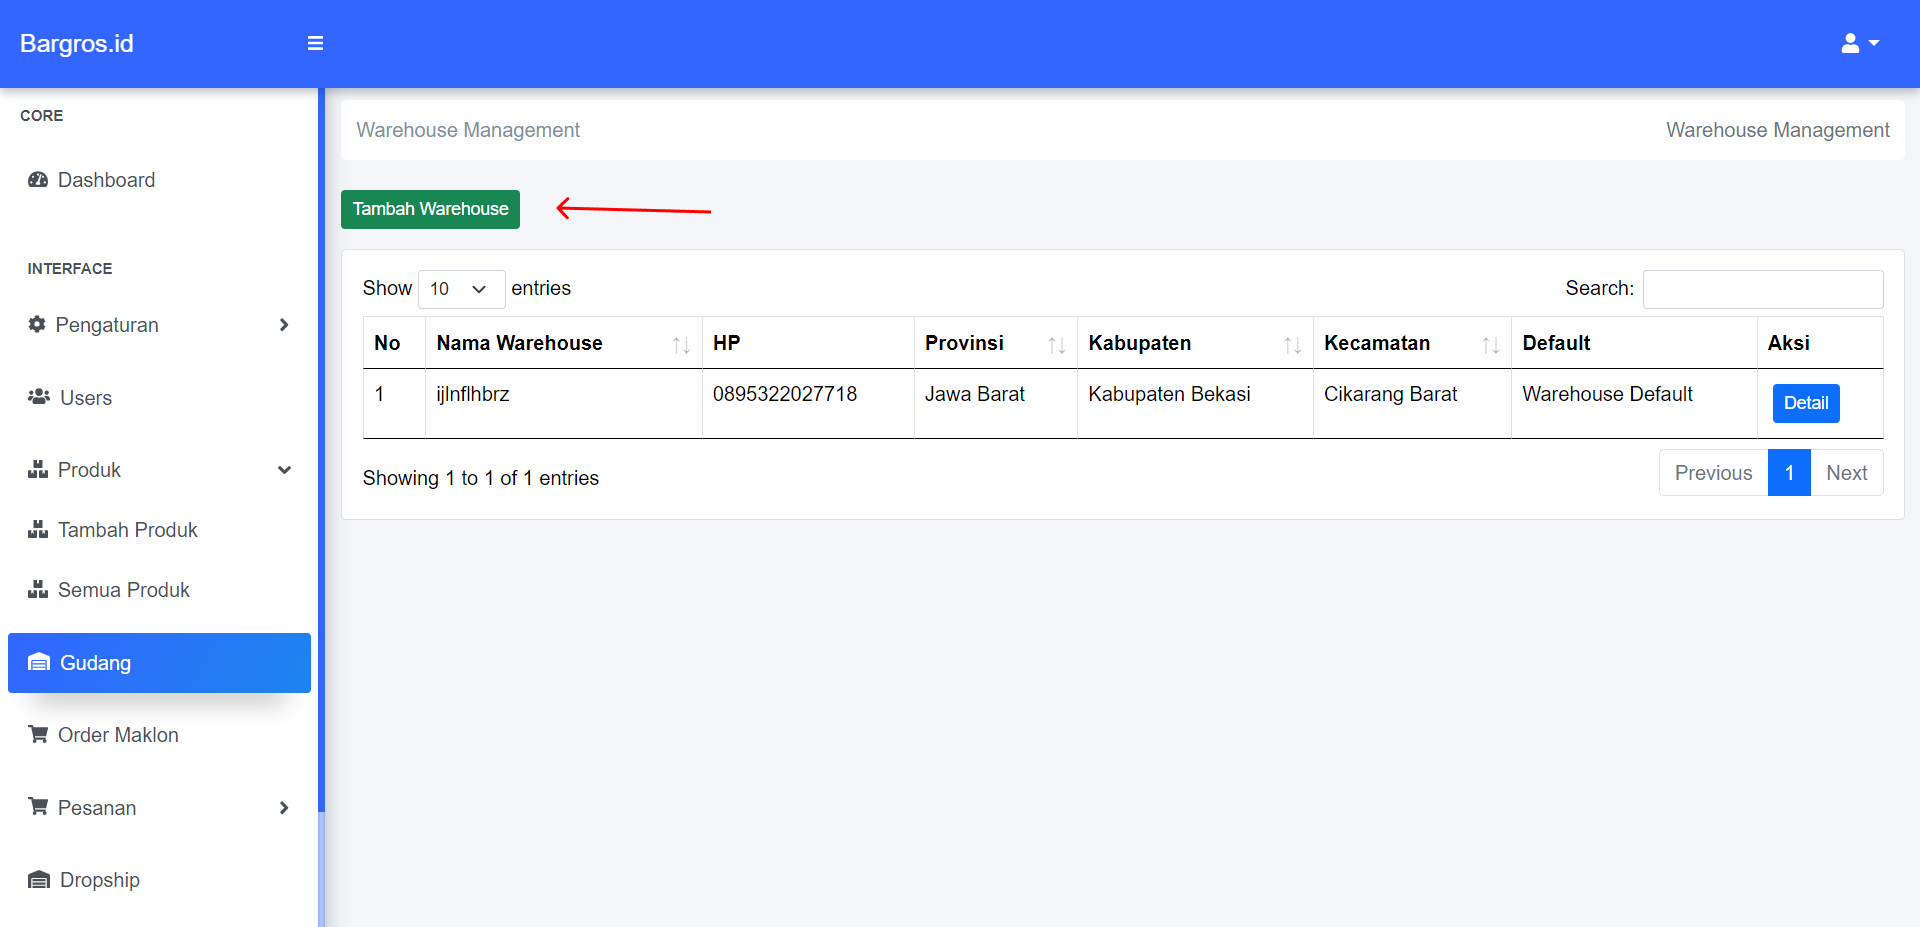 Bargros.id
CORE
Dashboard
INTERFACE
Pengaturan
Users
Produk
Tambah Produk
Semua Produk
Gudang
Order Maklon
Pesanan
Dropship
Warehouse Management Warehouse Management
Tambah Warehouse
Show 10 entries Search:
No Nama Warehouse HP Provinsi Kabupaten Kecamatan Default Aksi
1 ijlnflhbrz 0895322027718 Jawa Barat Kabupaten Bekasi Cikarang Barat Warehouse Default Detail
Showing 1 to 1 of 1 entries Previous 1 Next